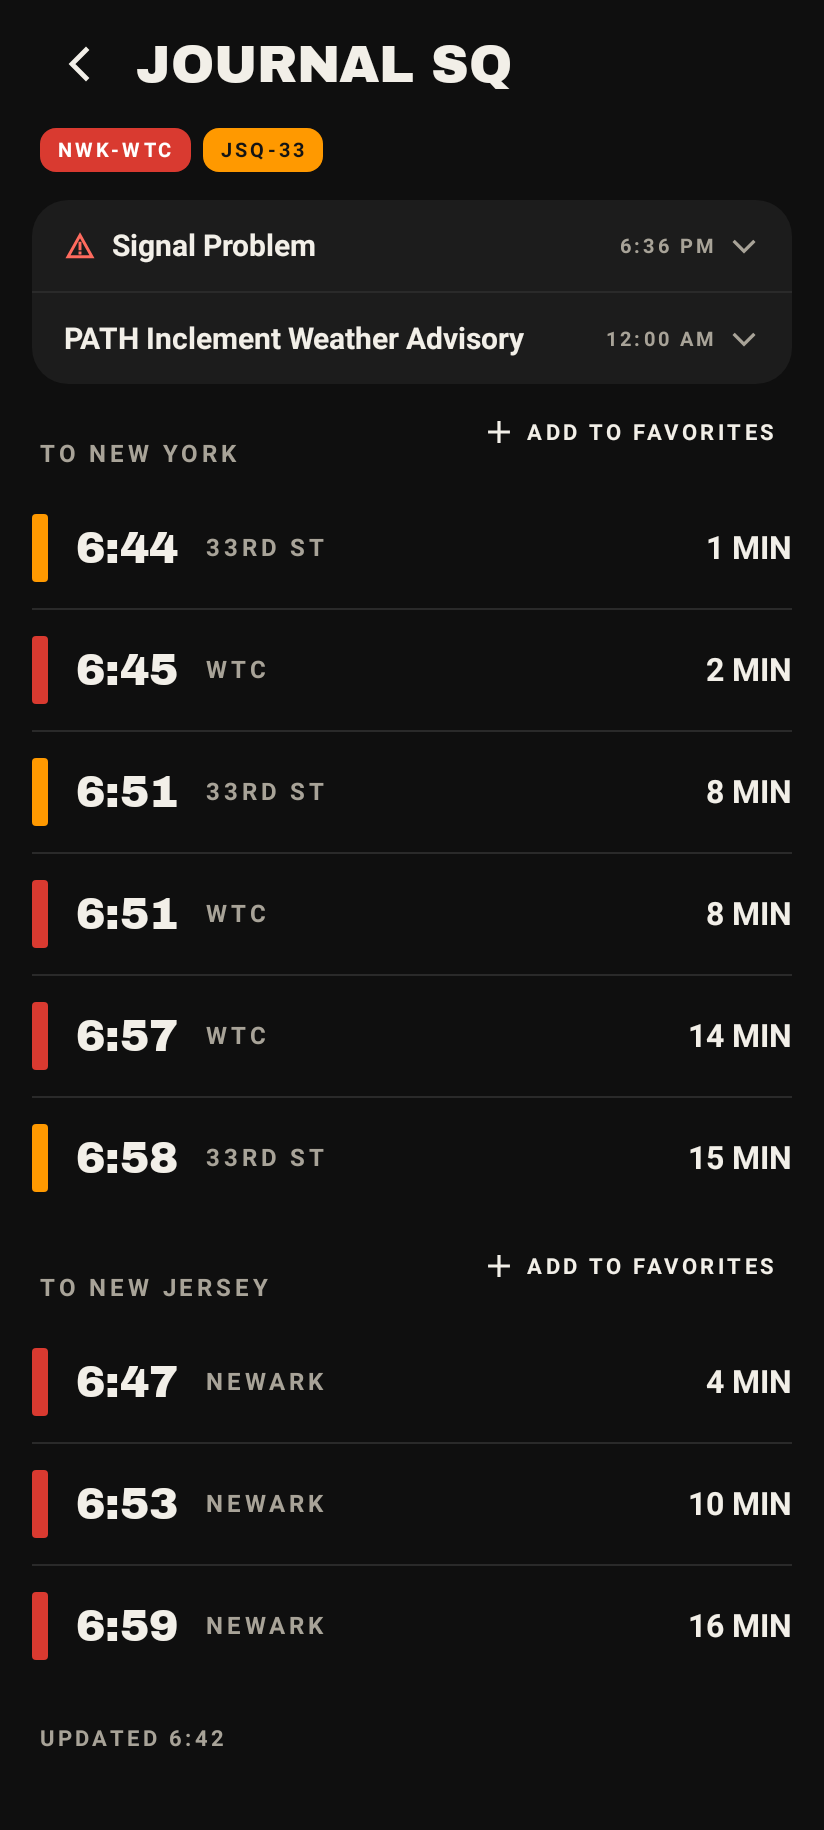 JOURNAL SQ
NWK-WTC JSQ-33
Signal Problem 6:36 PM
PATH Inclement Weather Advisory 12:00 AM
ADD TO FAVORITES
TO NEW YORK
6:44 33RD ST 1 MIN
6:45 WTC 2 MIN
6:51 33RD ST 8 MIN
6:51 WTC 8 MIN
6:57 WTC 14 MIN
6:58 33RD ST 15 MIN
ADD TO FAVORITES
TO NEW JERSEY
6:47 NEWARK 4 MIN
6:53 NEWARK 10 MIN
6:59 NEWARK 16 MIN
UPDATED 6:42